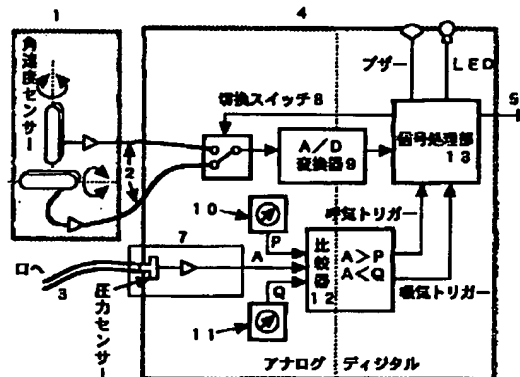 1
4
角速度センサー
ブザー
LED
5
切換スイッチ8
A/D
変換器9
信号処理部
13
2
10
7
P
呼気トリガー
口へ
A
比較器
12
A>P
A<Q
3
Q
吸気トリガー
圧力センサー
11
アナログ
ディジタル